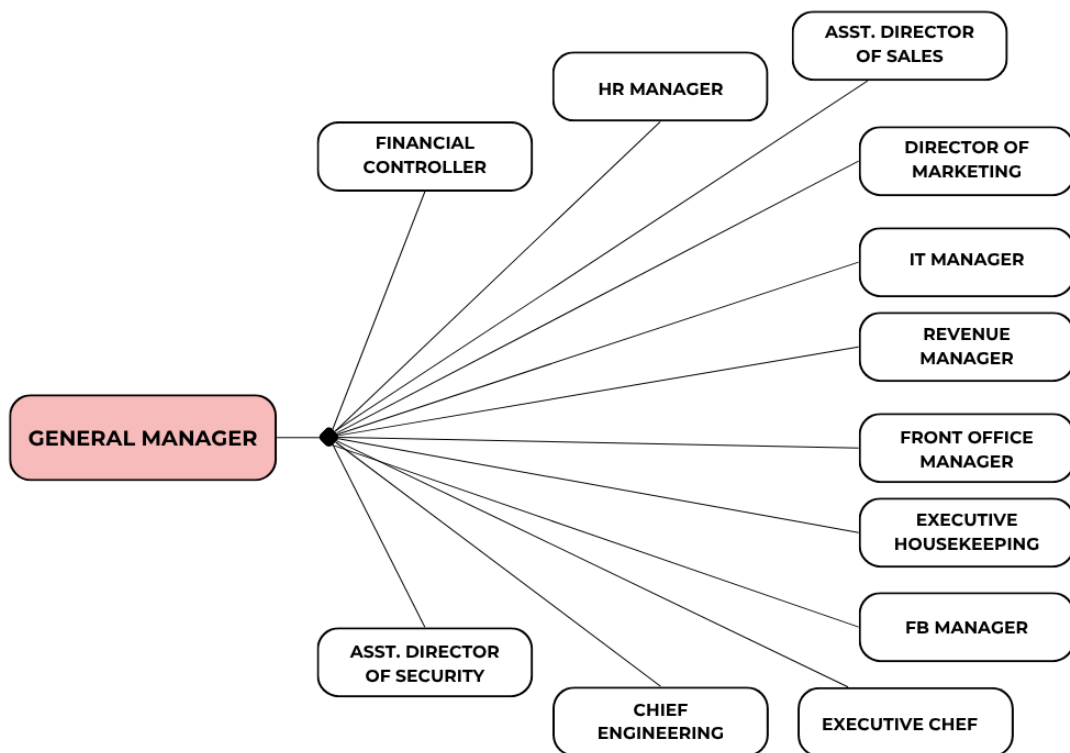 ASST. DIRECTOR
OF SALES
HR MANAGER
FINANCIAL
CONTROLLER
DIRECTOR OF
MARKETING
IT MANAGER
REVENUE
MANAGER
GENERAL MANAGER
FRONT OFFICE
MANAGER
EXECUTIVE
HOUSEKEEPING
FB MANAGER
ASST. DIRECTOR
OF SECURITY
CHIEF
ENGINEERING
EXECUTIVE CHEF